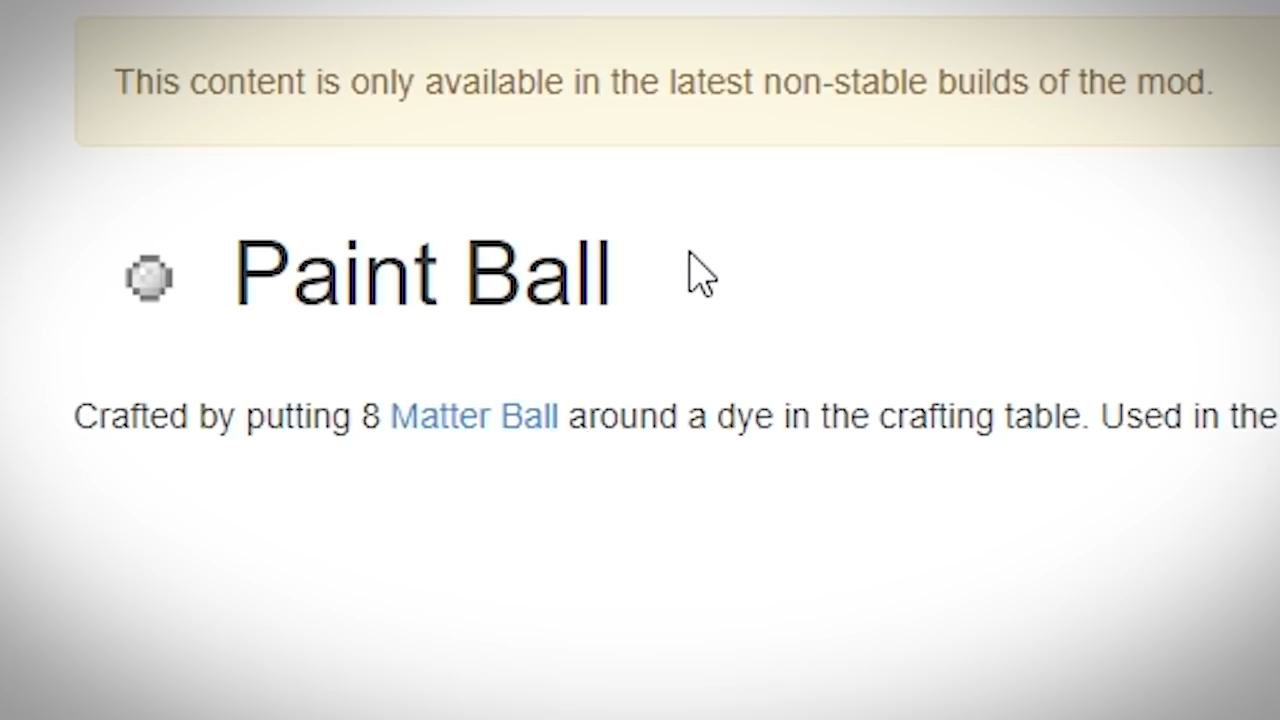 This content is only available in the latest non-stable builds of the mod.
Paint Ball
Crafted by putting 8 Matter Ball around a dye in the crafting table. Used in the